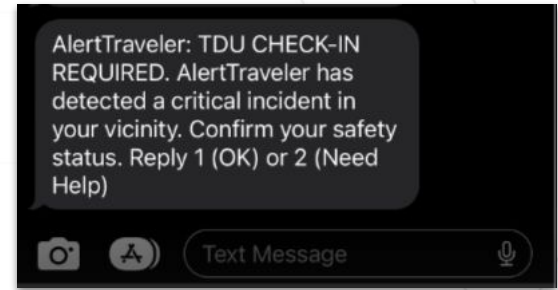 AlertTraveler: TDU CHECK-IN
REQUIRED. AlertTraveler has
detected a critical incident in
your vicinity. Confirm your safety
status. Reply 1 (OK) or 2 (Need
Help)
Text Message